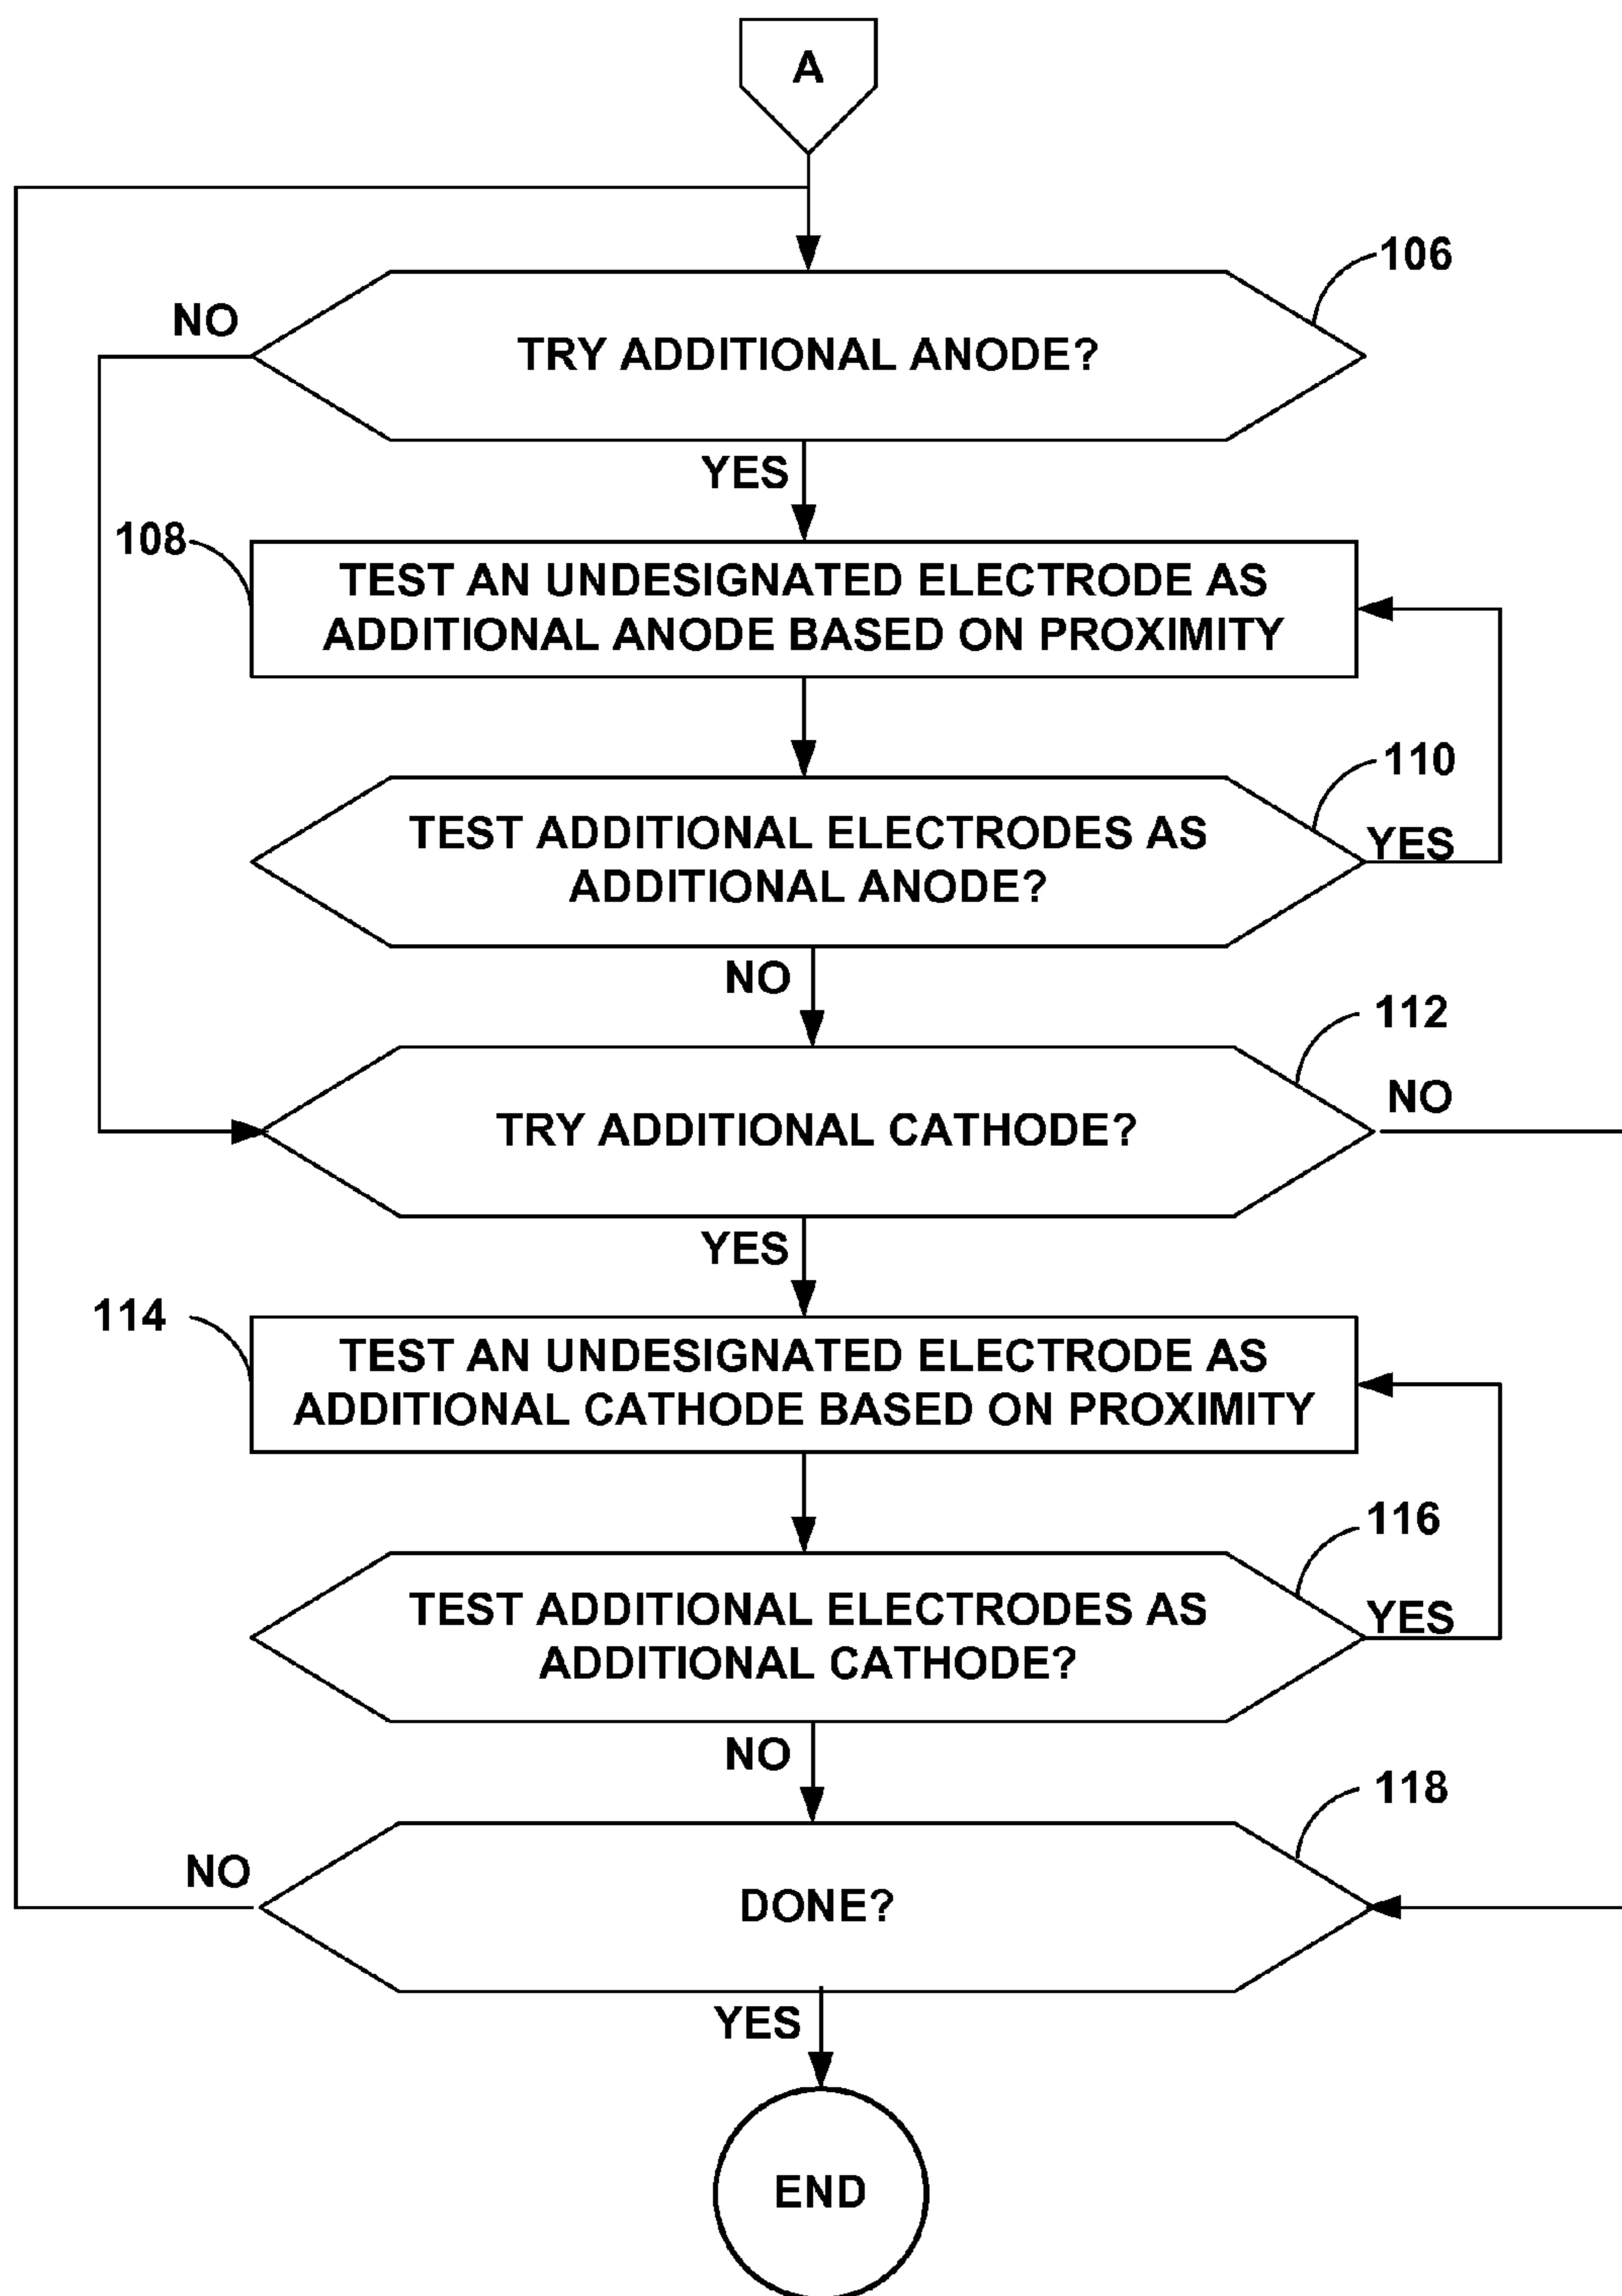 A
106
NO
TRY ADDITIONAL ANODE?
YES
108
TEST AN UNDESIGNATED ELECTRODE AS
ADDITIONAL ANODE BASED ON PROXIMITY
110
TEST ADDITIONAL ELECTRODES AS
ADDITIONAL ANODE?
YES
NO
112
TRY ADDITIONAL CATHODE?
NO
YES
114
TEST AN UNDESIGNATED ELECTRODE AS
ADDITIONAL CATHODE BASED ON PROXIMITY
116
TEST ADDITIONAL ELECTRODES AS
ADDITIONAL CATHODE?
YES
NO
118
NO
DONE?
YES
END